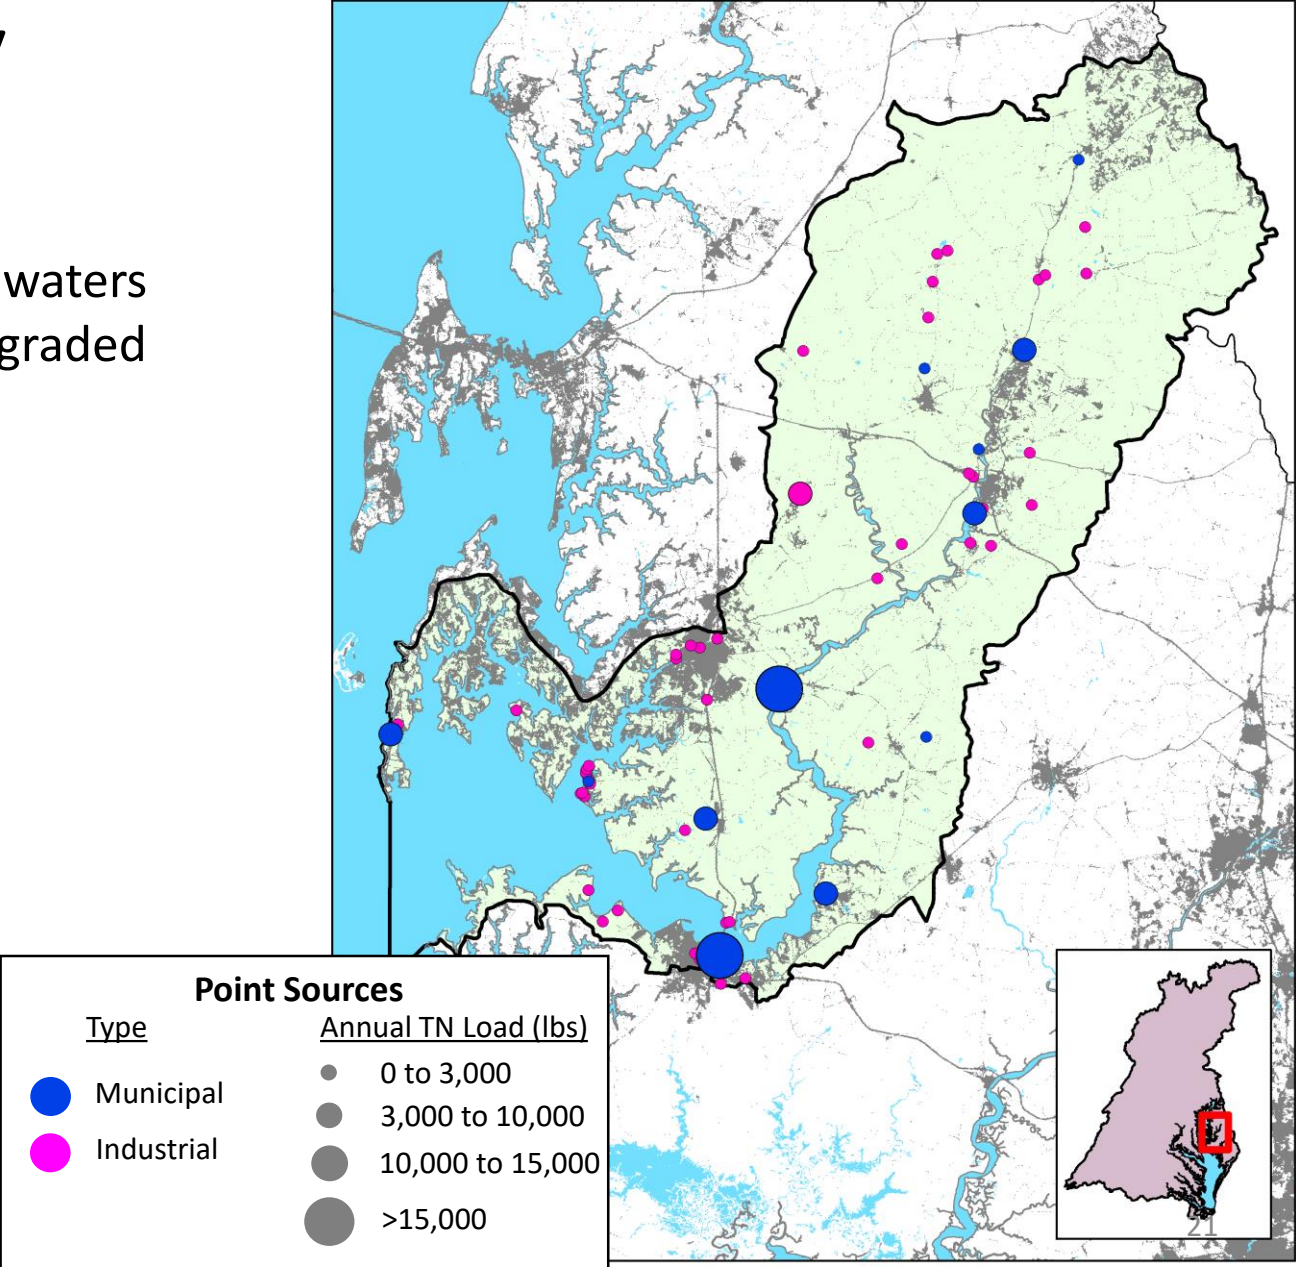 y
waters
graded
Point Sources
Type
Annual TN Load (lbs)
Municipal
Industrial
0 to 3,000
3,000 to 10,000
10,000 to 15,000
>15,000
21